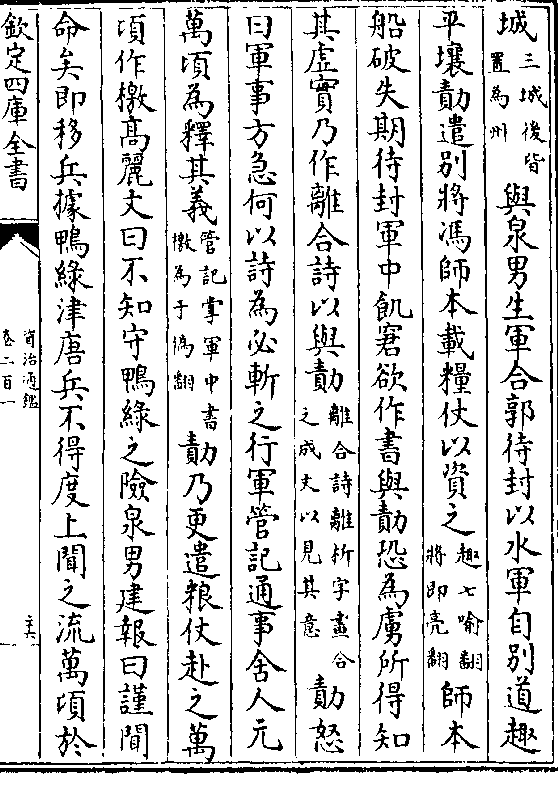 城三城後皆置為州與泉男生軍合郭待封以水軍自別道趣
平壤勣遣別將馮師本載糧仗以資之趣七喻翻將即亮翻師本
船破失期待封軍中飢窘欲作書與勣恐為虜所得知
其虛實乃作離合詩以與勣離合詩離析字畫合之成文以見其意勣怒
曰軍事方急何以詩為必斬之行軍管記通事舍人元
萬頃為釋其義管記掌軍中書檄為于偽翻勣乃更遣粮仗赴之萬
頃作檄高麗文曰不知守鴨綠之險泉男建報曰謹聞
命矣即移兵據鴨綠津唐兵不得度上聞之流萬頃於
欽定四庫全書
資治通鑑
卷二百一